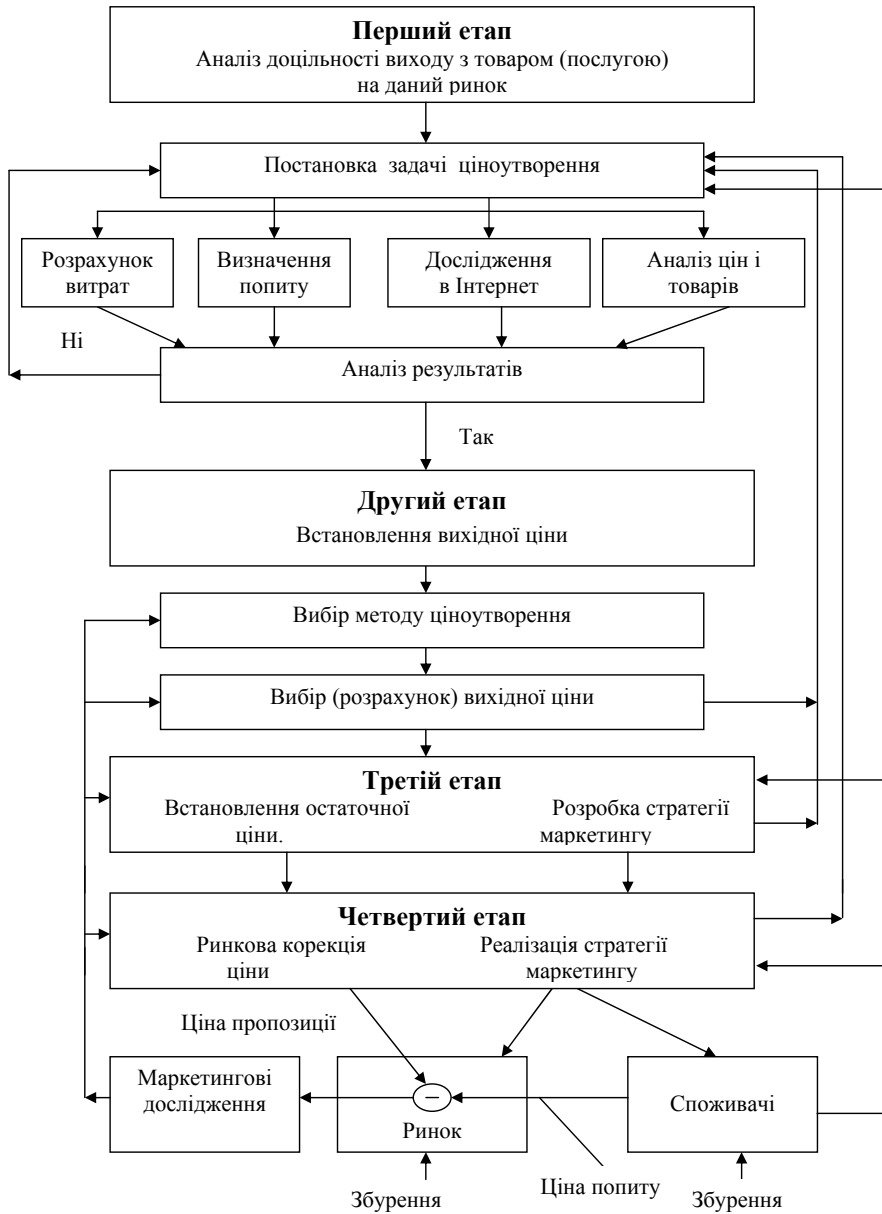 Перший етап
Аналіз доцільності виходу з товаром (послугою)
на даний ринок
Постановка задачі ціноутворення
Розрахунок
витрат
Визначення
попиту
Дослідження
в Інтернет
Аналіз цін і
товарів
Ні
Аналіз результатів
Так
Другий етап
Встановлення вихідної ціни
Вибір методу ціноутворення
Вибір (розрахунок) вихідної ціни
Третій етап
Встановлення остаточної
ціни.
Розробка стратегії
маркетингу
Четвертий етап
Ринкова корекція
ціни
Реалізація стратегії
маркетингу
Ціна пропозиції
Маркетингові
дослідження
−
Ринок
Споживачі
Збурення
Ціна попиту
Збурення